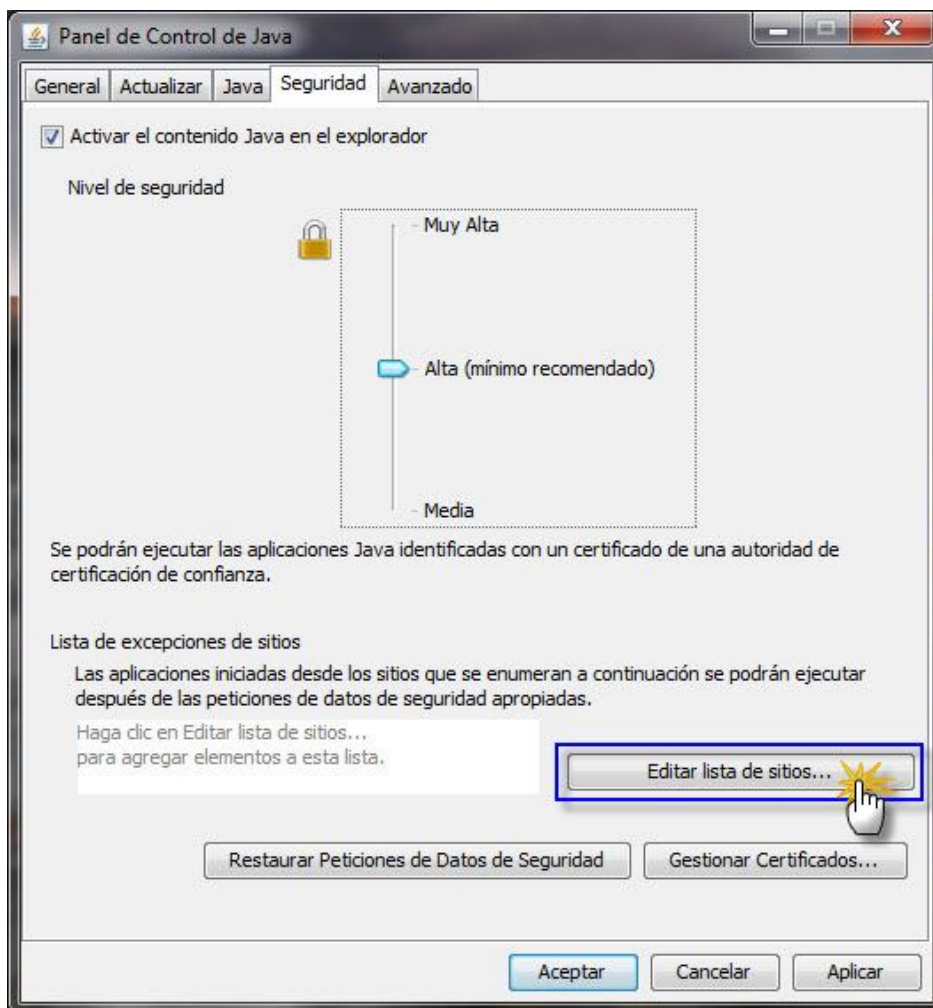 Panel de Control de Java
General Actualizar Java Seguridad Avanzado
Activar el contenido Java en el explorador
Nivel de seguridad
- Muy Alta
- Alta (mínimo recomendado)
- Media
Se podrán ejecutar las aplicaciones Java identificadas con un certificado de una autoridad de
certificación de confianza.
Lista de excepciones de sitios
Las aplicaciones iniciadas desde los sitios que se enumeran a continuación se podrán ejecutar
después de las peticiones de datos de seguridad apropiadas.
Haga clic en Editar lista de sitios...
para agregar elementos a esta lista.
Editar lista de sitios...
Restaurar Peticiones de Datos de Seguridad Gestionar Certificados...
Aceptar Cancelar Aplicar